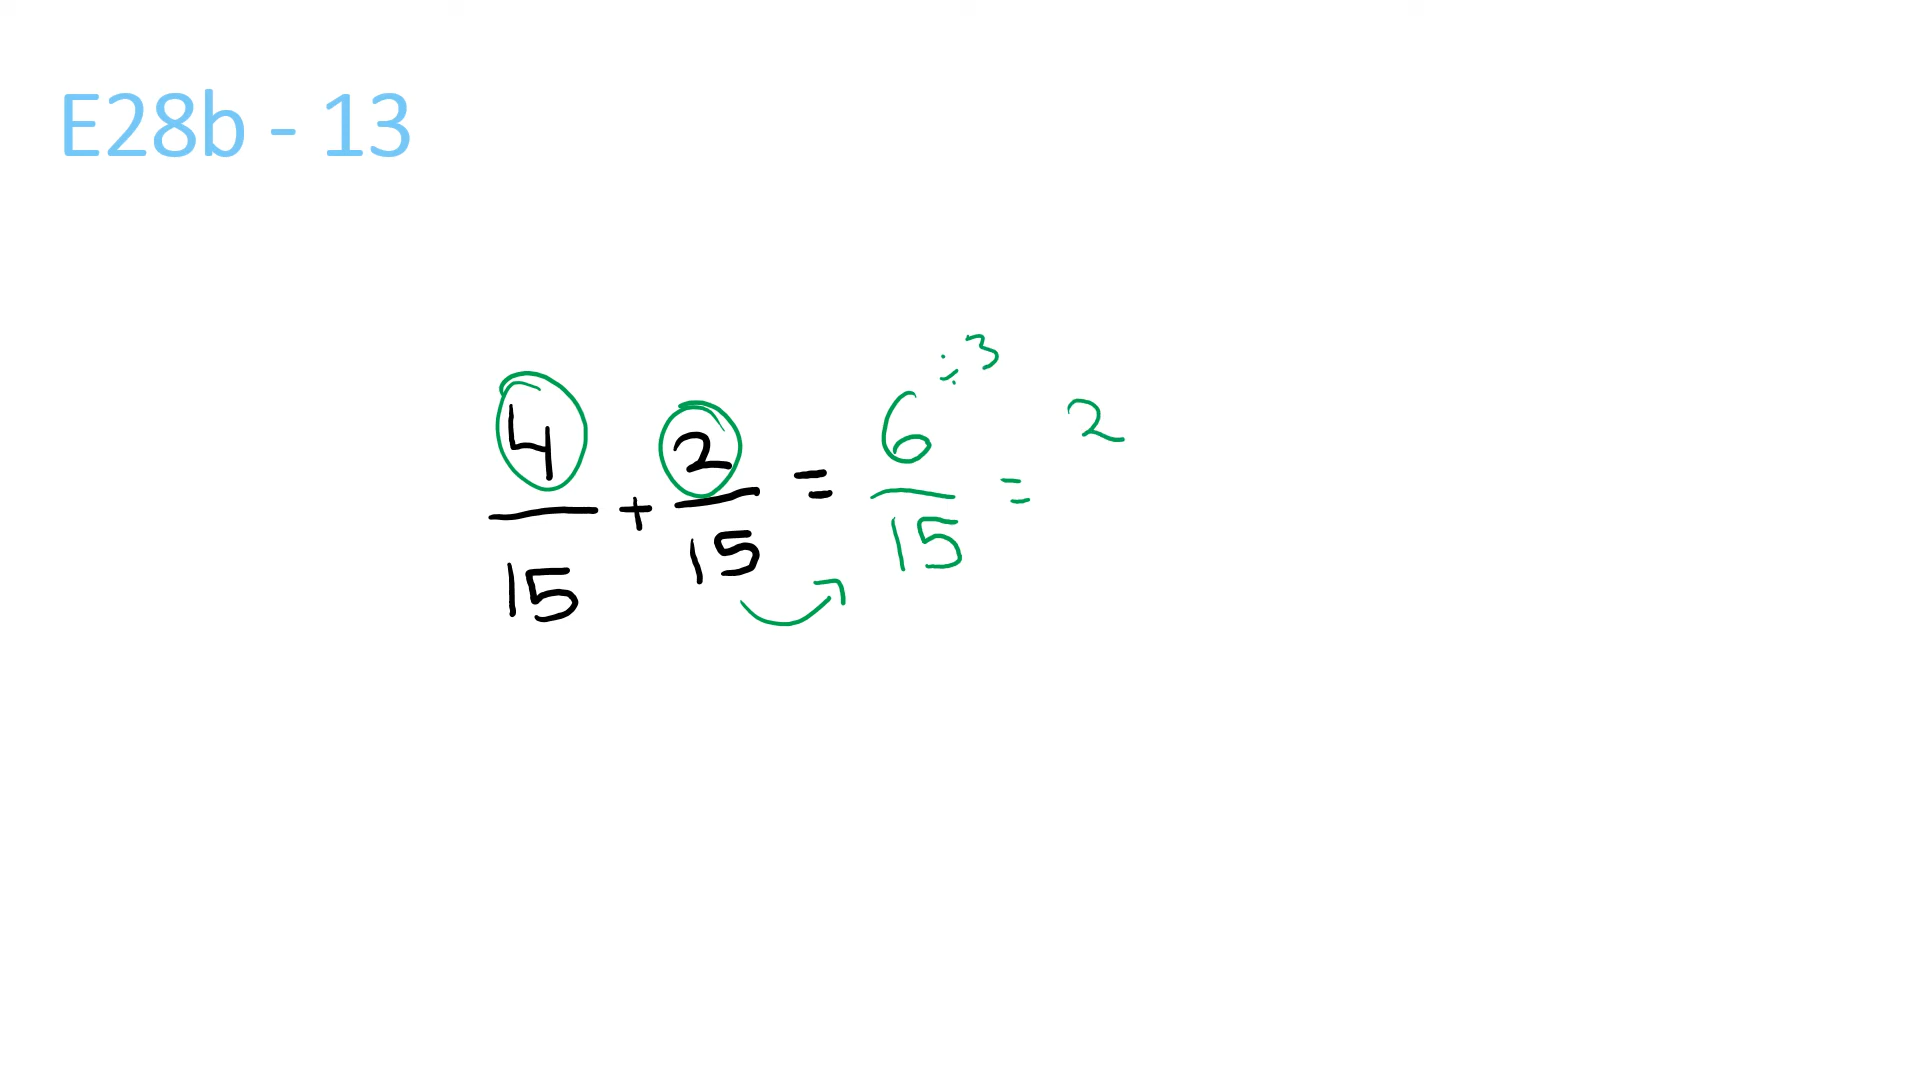 E28b - 13
4/15 + 2/15 = 6/15 ÷3 = 2